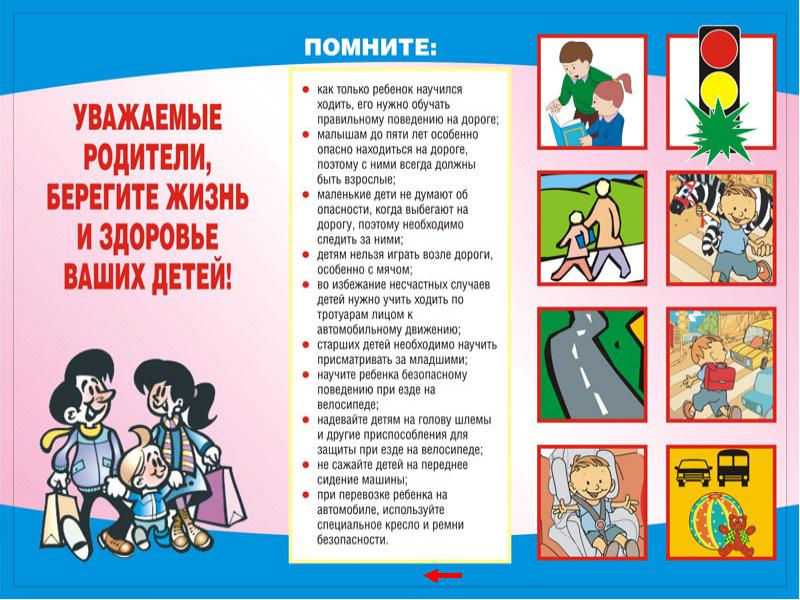 ПОМНИТЕ:
УВАЖАЕМЫЕ
РОДИТЕЛИ,
БЕРЕГИТЕ ЖИЗНЬ
И ЗДОРОВЬЕ
ВАШИХ ДЕТЕЙ!
• как только ребенок научился
ходить, его нужно обучать
правильному поведению на дороге;
• малышам до пяти лет особенно
опасно находиться на дороге,
поэтому с ними всегда должны
быть взрослые;
• маленькие дети не думают об
опасности, когда выбегают на
дорогу, поэтому необходимо
следить за ними;
• детям нельзя играть возле дороги,
особенно с мячом;
• во избежание несчастных случаев
детей нужно учить ходить по
тротуарам лицом к
автомобильному движению;
• старших детей необходимо научить
присматривать за младшими;
• научите ребенка безопасному
поведению при езде на
велосипеде;
• надевайте детям на голову шлемы
и другие приспособления для
защиты при езде на велосипеде;
• не сажайте детей на переднее
сидение машины;
• при перевозке ребенка на
автомобиле, используйте
специальное кресло и ремни
безопасности.